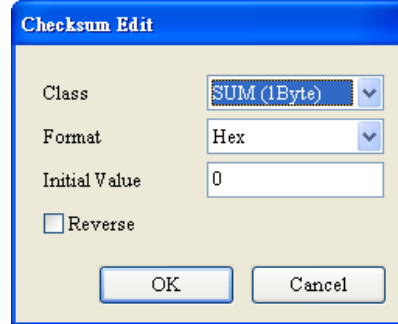 Checksum Edit
Class SUM (1Byte)
Format Hex
Initial Value 0
Reverse
OK Cancel